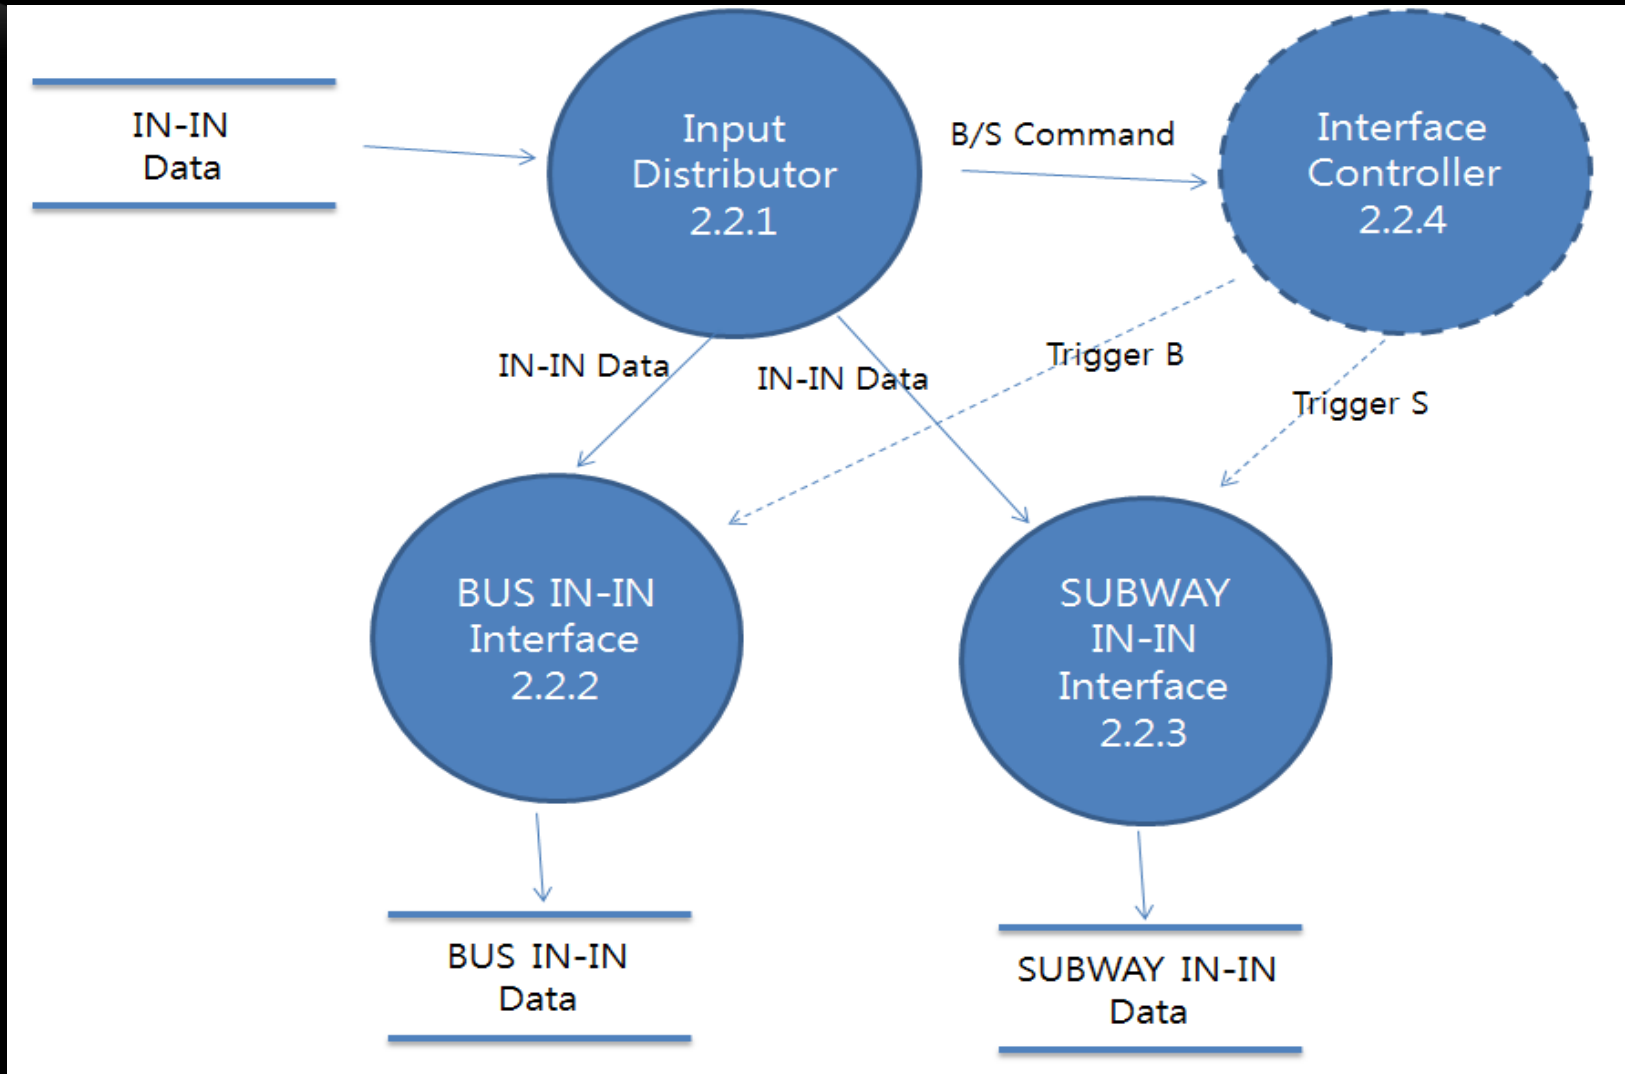 IN-IN
Data
Input
Distributor
2.2.1
B/S Command
Interface
Controller
2.2.4
IN-IN Data
IN-IN Data
Trigger B
Trigger S
BUS IN-IN
Interface
2.2.2
SUBWAY
IN-IN
Interface
2.2.3
BUS IN-IN
Data
SUBWAY IN-IN
Data